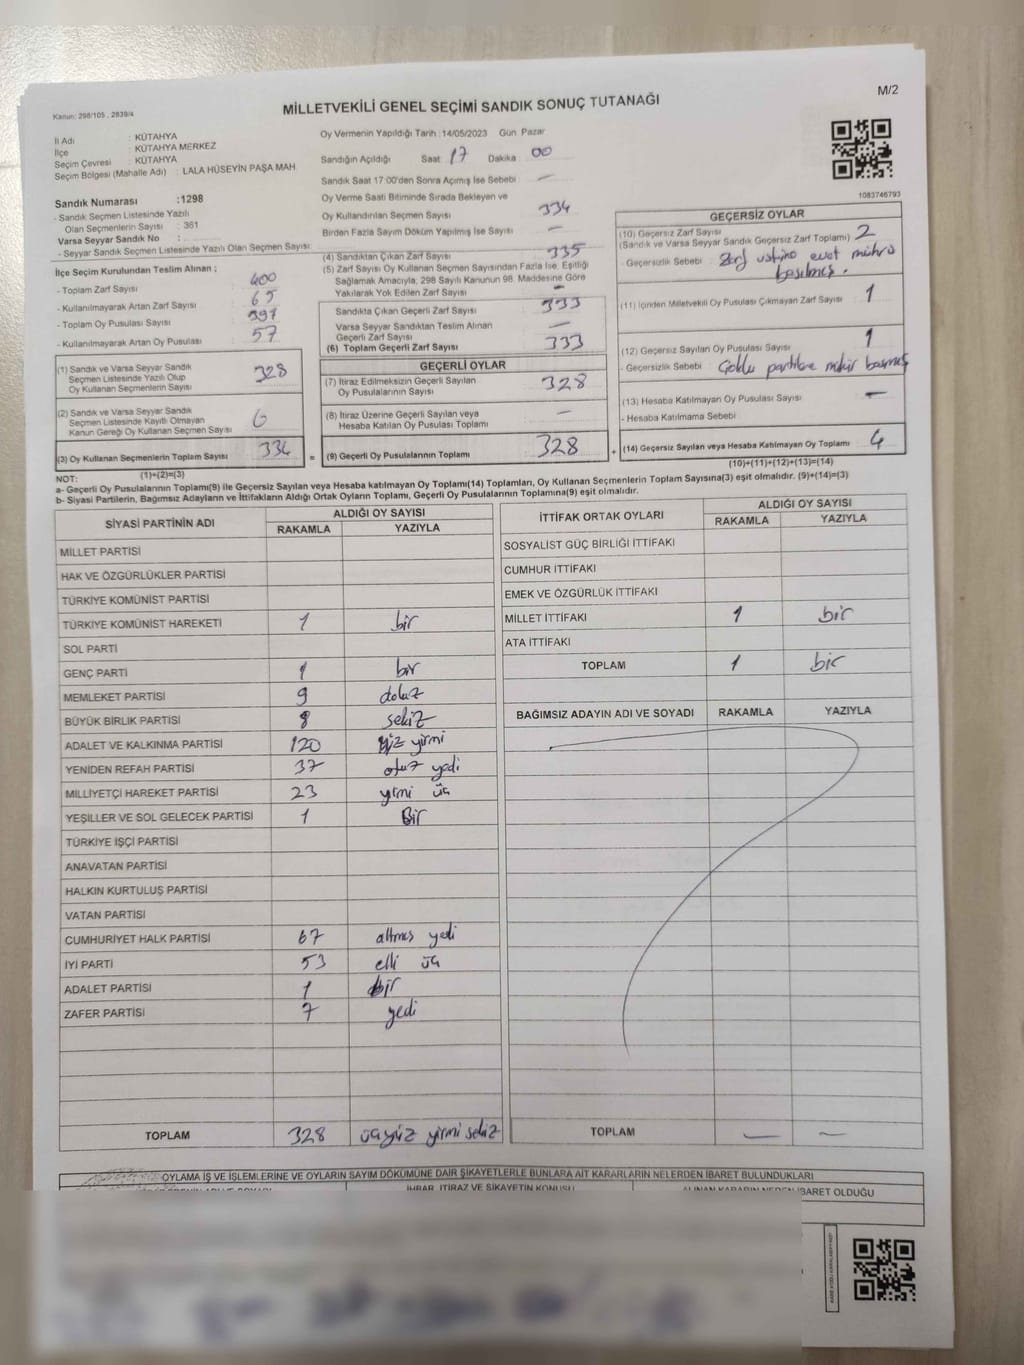 M/2
Kanun: 298/105 , 2839/4
MİLLETVEKİLİ GENEL SEÇİMİ SANDIK SONUÇ TUTANAĞI
İl Adı : KÜTAHYA
İlçe : KÜTAHYA MERKEZ
Seçim Çevresi : KÜTAHYA
Seçim Bölgesi (Mahalle Adı) : LALA HÜSEYİN PAŞA MAH.
Sandık Numarası :1298
- Sandık Seçmen Listesinde Yazılı
Olan Seçmenlerin Sayısı : 361
Varsa Seyyar Sandık No :
- Seyyar Sandık Seçmen Listesinde Yazılı Olan Seçmen Sayısı:
İlçe Seçim Kurulundan Teslim Alınan ;
- Toplam Zarf Sayısı : 400
- Kullanılmayarak Artan Zarf Sayısı : 65
- Toplam Oy Pusulası Sayısı : 391
- Kullanılmayarak Artan Oy Pusulası : 57
(1) Sandık ve Varsa Seyyar Sandık
Seçmen Listesinde Yazılı Olup
Oy Kullanan Seçmenlerin Sayısı 328
(2) Sandık ve Varsa Seyyar Sandık
Seçmen Listesinde Kayıtlı Olmayan
Kanun Gereği Oy Kullanan Seçmen Sayısı 6
(3) Oy Kullanan Seçmenlerin Toplam Sayısı 334 =
(1)+(2)=(3)
Oy Vermenin Yapıldığı Tarih :14/05/2023 Gün Pazar
Sandığın Açıldığı Saat 17 Dakika 00
Sandık Saat 17:00'den Sonra Açımış İse Sebebi —
Oy Verme Saati Bitiminde Sırada Bekleyen ve
Oy Kullandırılan Seçmen Sayısı 334
Birden Fazla Sayım Döküm Yapılmış İse Sayısı —
(4) Sandıktan Çıkan Zarf Sayısı 335
(5) Zarf Sayısı Oy Kullanan Seçmen Sayısından Fazla İse, Eşitliği
Sağlamak Amacıyla, 298 Sayılı Kanunun 98. Maddesine Göre
Yakılarak Yok Edilen Zarf Sayısı —
Sandıkta Çıkan Geçerli Zarf Sayısı 333
Varsa Seyyar Sandıktan Teslim Alınan
Geçerli Zarf Sayısı —
(6) Toplam Geçerli Zarf Sayısı 333
GEÇERLİ OYLAR
(7) İtiraz Edilmeksizin Geçerli Sayılan
Oy Pusulalarının Sayısı 328
(8) İtiraz Üzerine Geçerli Sayılan veya
Hesaba Katılan Oy Pusulası Toplamı —
(9) Geçerli Oy Pusulalarının Toplamı 328 +
1083746793
GEÇERSİZ OYLAR
(10) Geçersiz Zarf Sayısı 2
(Sandık ve Varsa Seyyar Sandık Geçersiz Zarf Toplamı)
- Geçersizlik Sebebi : Zarf üstüne evet mührü
basılmış.
(11) İçinden Milletvekili Oy Pusulası Çıkmayan Zarf Sayısı 1
(12) Geçersiz Sayılan Oy Pusulası Sayısı 1
- Geçersizlik Sebebi : Çoklu partilere mühür basmış
(13) Hesaba Katılmayan Oy Pusulası Sayısı —
- Hesaba Katılmama Sebebi
(14) Geçersiz Sayılan veya Hesaba Katılmayan Oy Toplamı 4
(10)+(11)+(12)+(13)=(14)
NOT:
a- Geçerli Oy Pusulalarının Toplamı(9) ile Geçersiz Sayılan veya Hesaba katılmayan Oy Toplamı(14) Toplamları, Oy Kullanan Seçmenlerin Toplam Sayısına(3) eşit olmalıdır. (9)+(14)=(3)
b- Siyasi Partilerin, Bağımsız Adayların ve İttifakların Aldığı Ortak Oyların Toplamı, Geçerli Oy Pusulalarının Toplamına(9) eşit olmalıdır.
SİYASİ PARTİNİN ADI ALDIĞI OY SAYISI
RAKAMLA YAZIYLA
MİLLET PARTİSİ
HAK VE ÖZGÜRLÜKLER PARTİSİ
TÜRKİYE KOMÜNİST PARTİSİ
TÜRKİYE KOMÜNİST HAREKETİ 1 bir
SOL PARTİ
GENÇ PARTİ 1 bir
MEMLEKET PARTİSİ 9 dokuz
BÜYÜK BİRLİK PARTİSİ 8 sekiz
ADALET VE KALKINMA PARTİSİ 120 yüz yirmi
YENİDEN REFAH PARTİSİ 37 otuz yedi
MİLLİYETÇİ HAREKET PARTİSİ 23 yirmi üç
YEŞİLLER VE SOL GELECEK PARTİSİ 1 Bir
TÜRKİYE İŞÇİ PARTİSİ
ANAVATAN PARTİSİ
HALKIN KURTULUŞ PARTİSİ
VATAN PARTİSİ
CUMHURİYET HALK PARTİSİ 67 altmış yedi
İYİ PARTİ 53 elli üç
ADALET PARTİSİ 1 bir
ZAFER PARTİSİ 7 yedi
TOPLAM 328 üçyüz yirmi sekiz
İTTİFAK ORTAK OYLARI ALDIĞI OY SAYISI
RAKAMLA YAZIYLA
SOSYALİST GÜÇ BİRLİĞİ İTTİFAKI
CUMHUR İTTİFAKI
EMEK VE ÖZGÜRLÜK İTTİFAKI
MİLLET İTTİFAKI 1 bir
ATA İTTİFAKI
TOPLAM 1 bir
BAĞIMSIZ ADAYIN ADI VE SOYADI RAKAMLA YAZIYLA
TOPLAM — —
OYLAMA İŞ VE İŞLEMLERİNE VE OYLARIN SAYIM DÖKÜMÜNE DAİR ŞİKAYETLERLE BUNLARA AİT KARARLARIN NELERDEN İBARET BULUNDUKLARI
İHBAR, İTİRAZ VE ŞİKAYETİN KONUSU ALINAN KARARIN NEDEN İBARET OLDUĞU